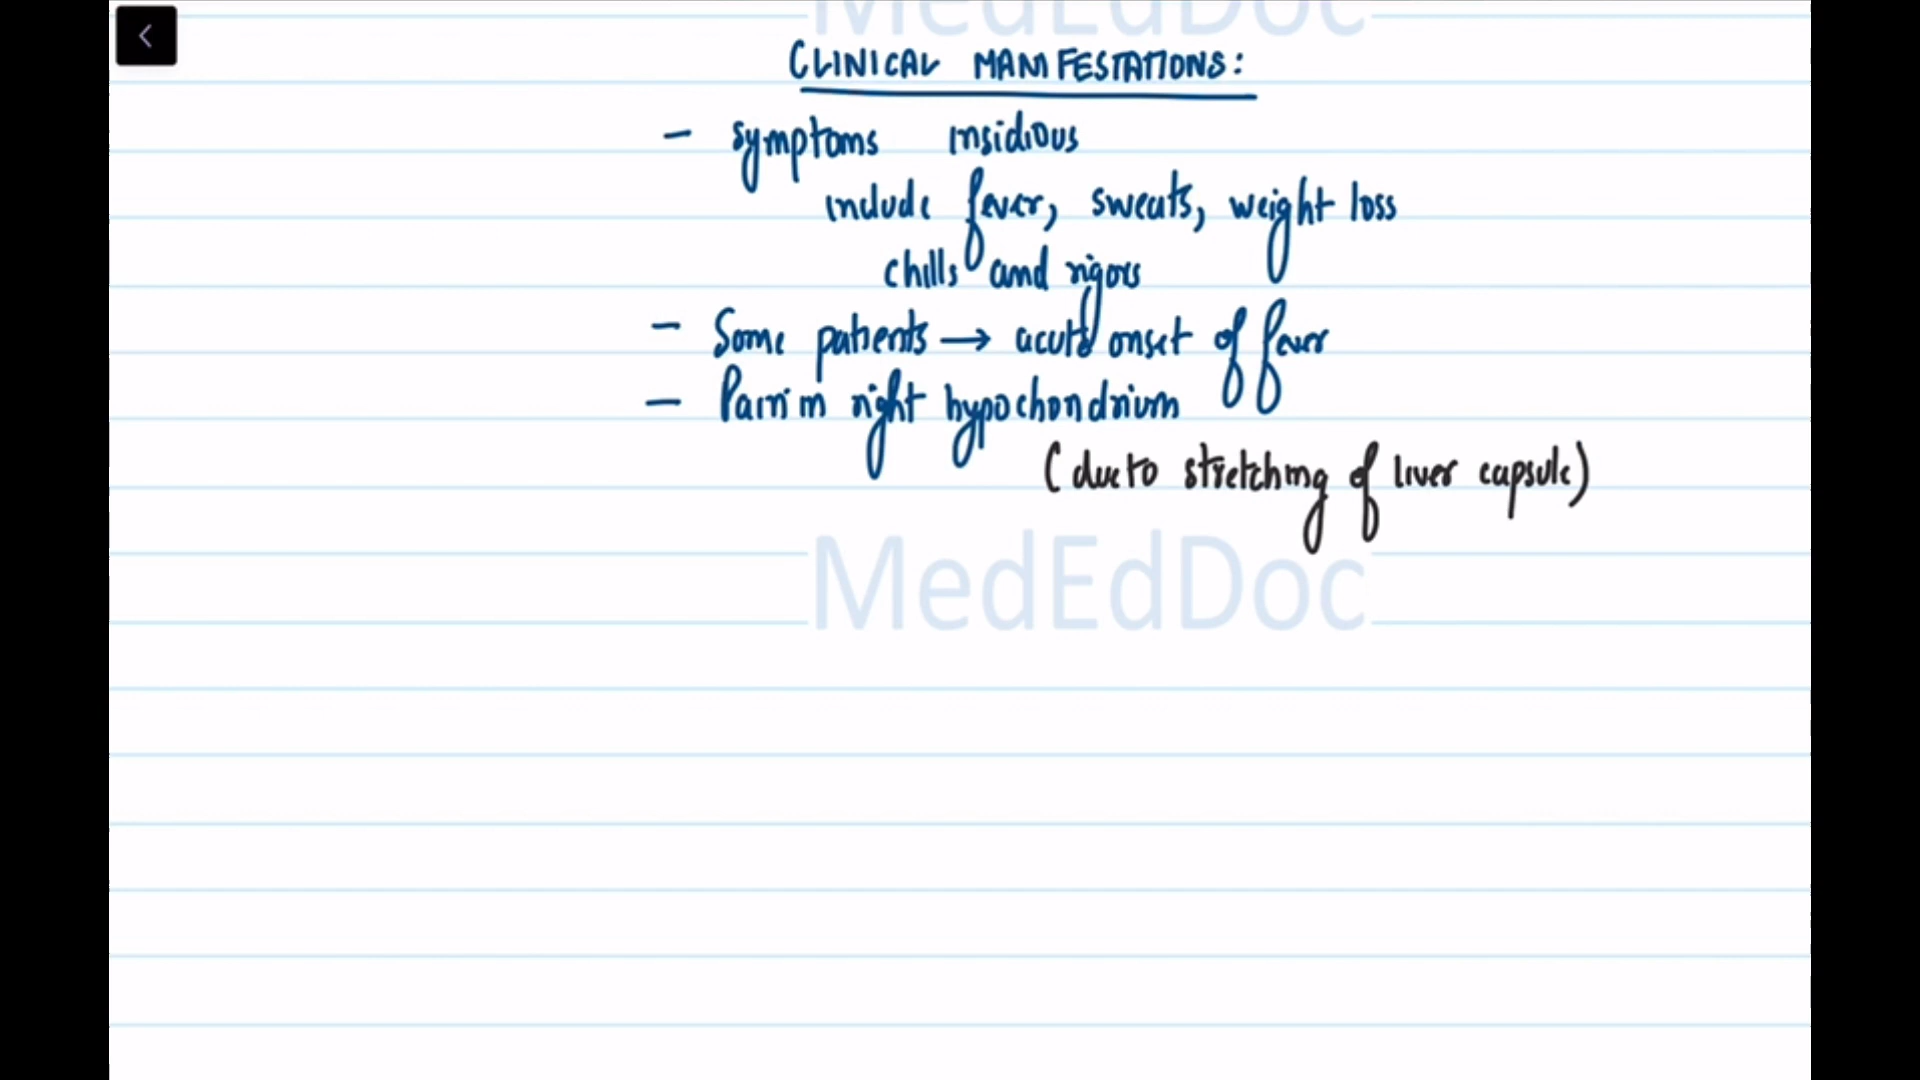 MedEdDoc
CLINICAL MANIFESTATIONS:
- symptoms insidious
include fever, sweats, weight loss
chills and rigors
- Some patients → acute onset of fever
- Pain in right hypochondrium
(due to stretching of liver capsule)
MedEdDoc